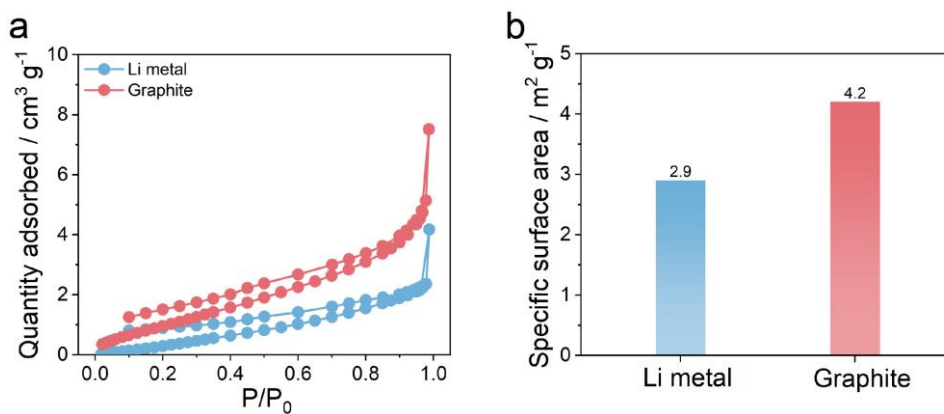 a
Quantity adsorbed / cm³ g⁻¹
10
8
6
4
2
0
Li metal
Graphite
0.0 0.2 0.4 0.6 0.8 1.0
P/P₀
b
Specific surface area / m² g⁻¹
5
4
3
2
1
0
2.9
4.2
Li metal Graphite